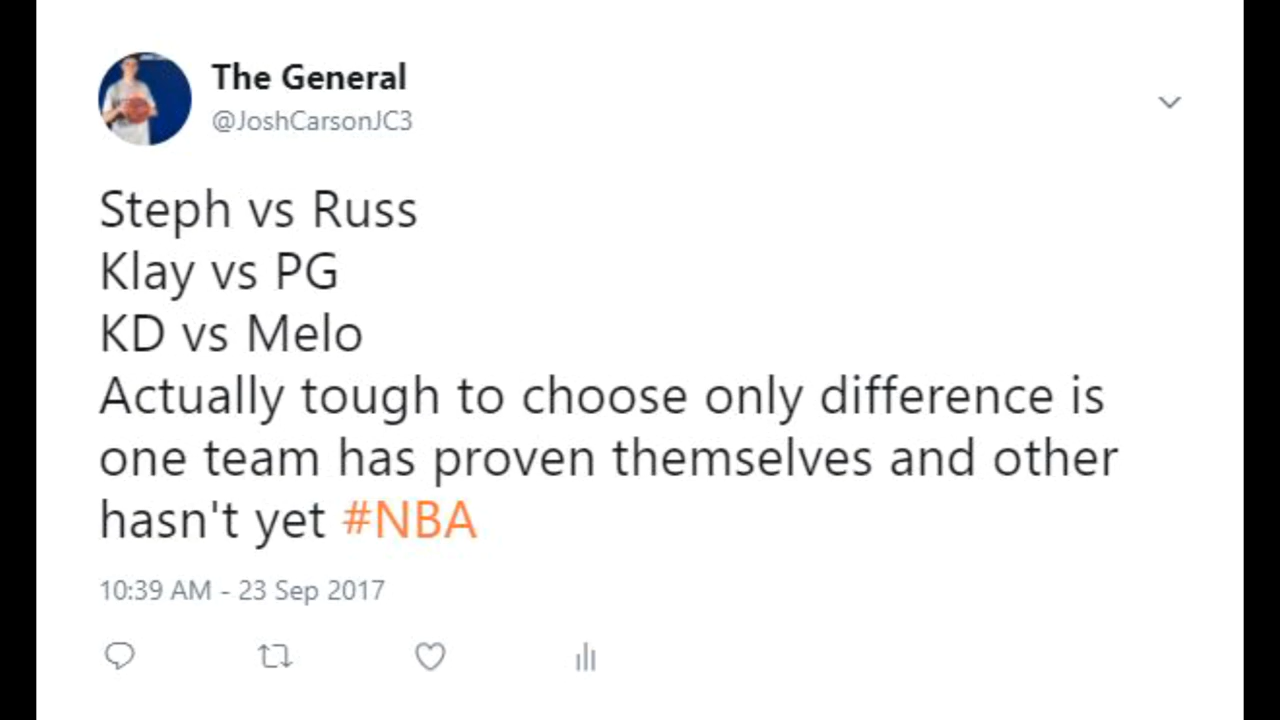 The General
@JoshCarsonJC3
Steph vs Russ
Klay vs PG
KD vs Melo
Actually tough to choose only difference is
one team has proven themselves and other
hasn't yet #NBA
10:39 AM - 23 Sep 2017